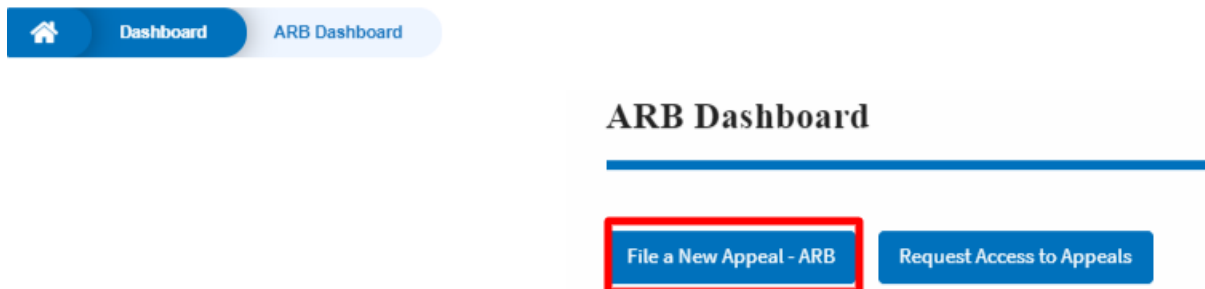 Dashboard ARB Dashboard
ARB Dashboard
File a New Appeal - ARB Request Access to Appeals